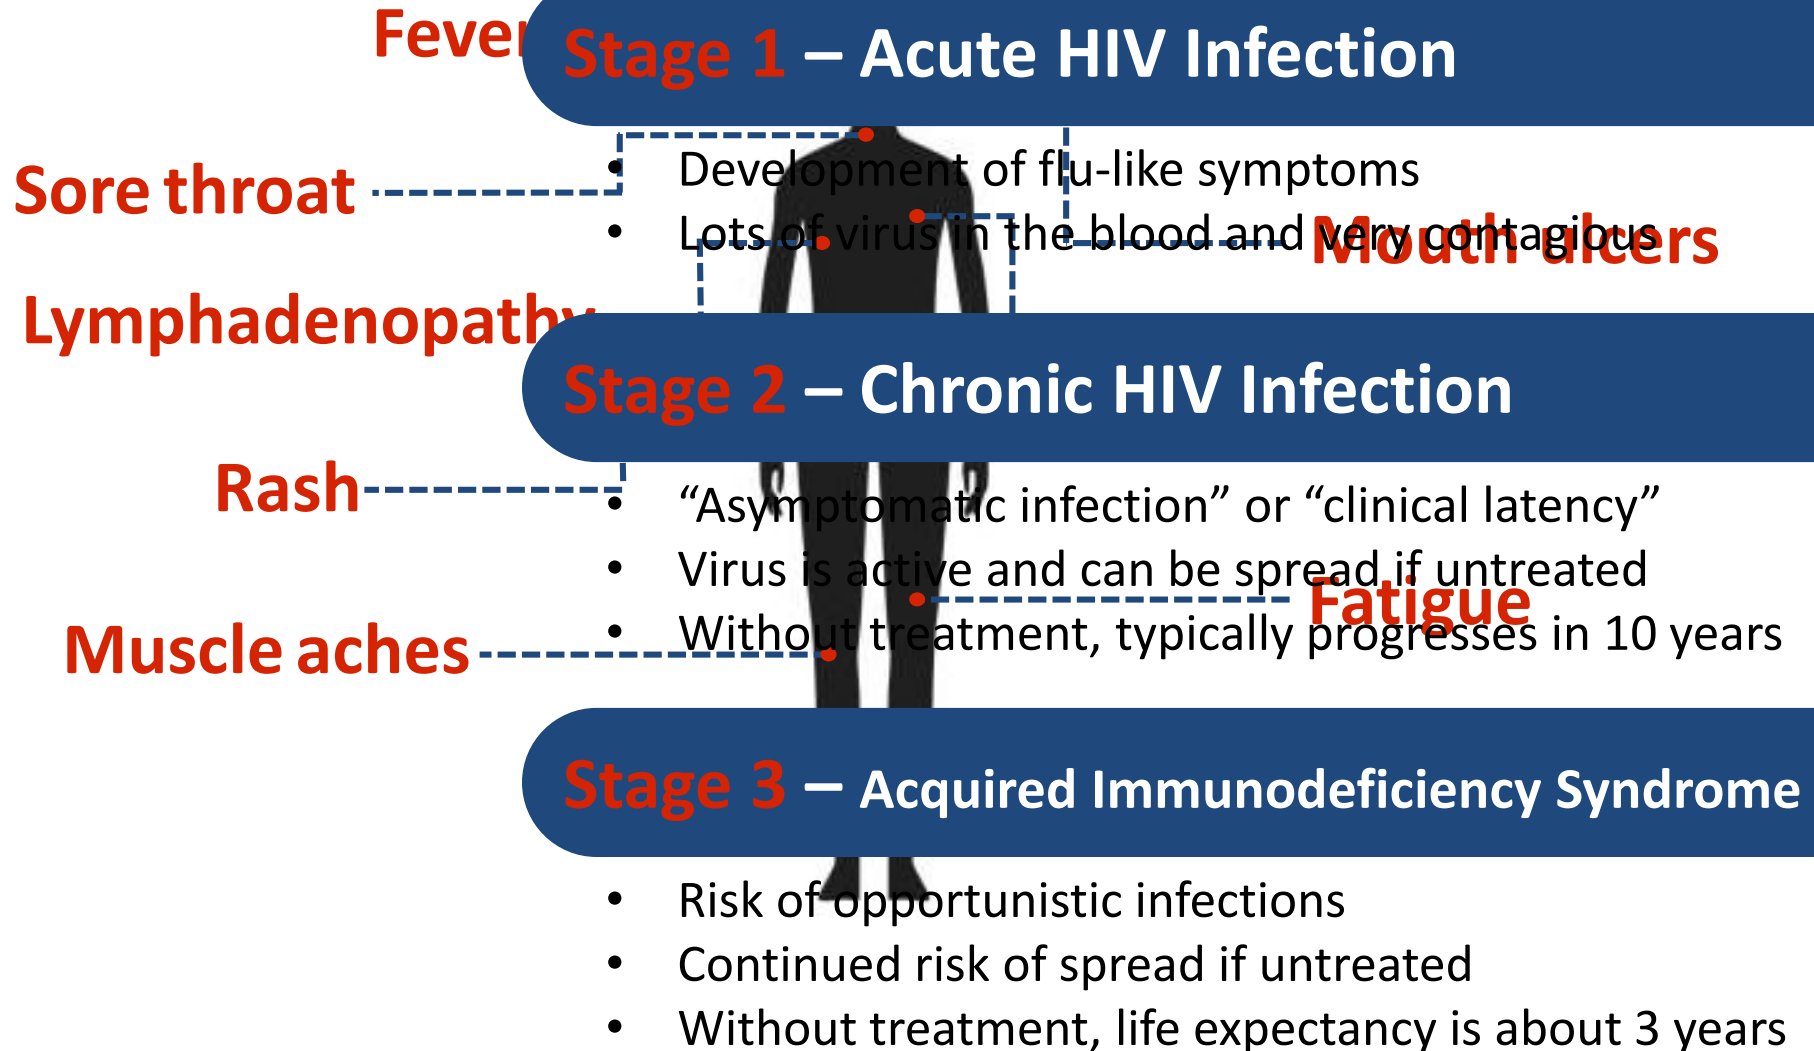 Fever
Stage 1 – Acute HIV Infection
• Development of flu-like symptoms
Sore throat
• Lots of virus in the blood and very contagious
Mouth ulcers
Lymphadenopathy
Stage 2 – Chronic HIV Infection
Rash
• “Asymptomatic infection” or “clinical latency”
• Virus is active and can be spread if untreated
Fatigue
• Without treatment, typically progresses in 10 years
Muscle aches
Stage 3 – Acquired Immunodeficiency Syndrome
• Risk of opportunistic infections
• Continued risk of spread if untreated
• Without treatment, life expectancy is about 3 years